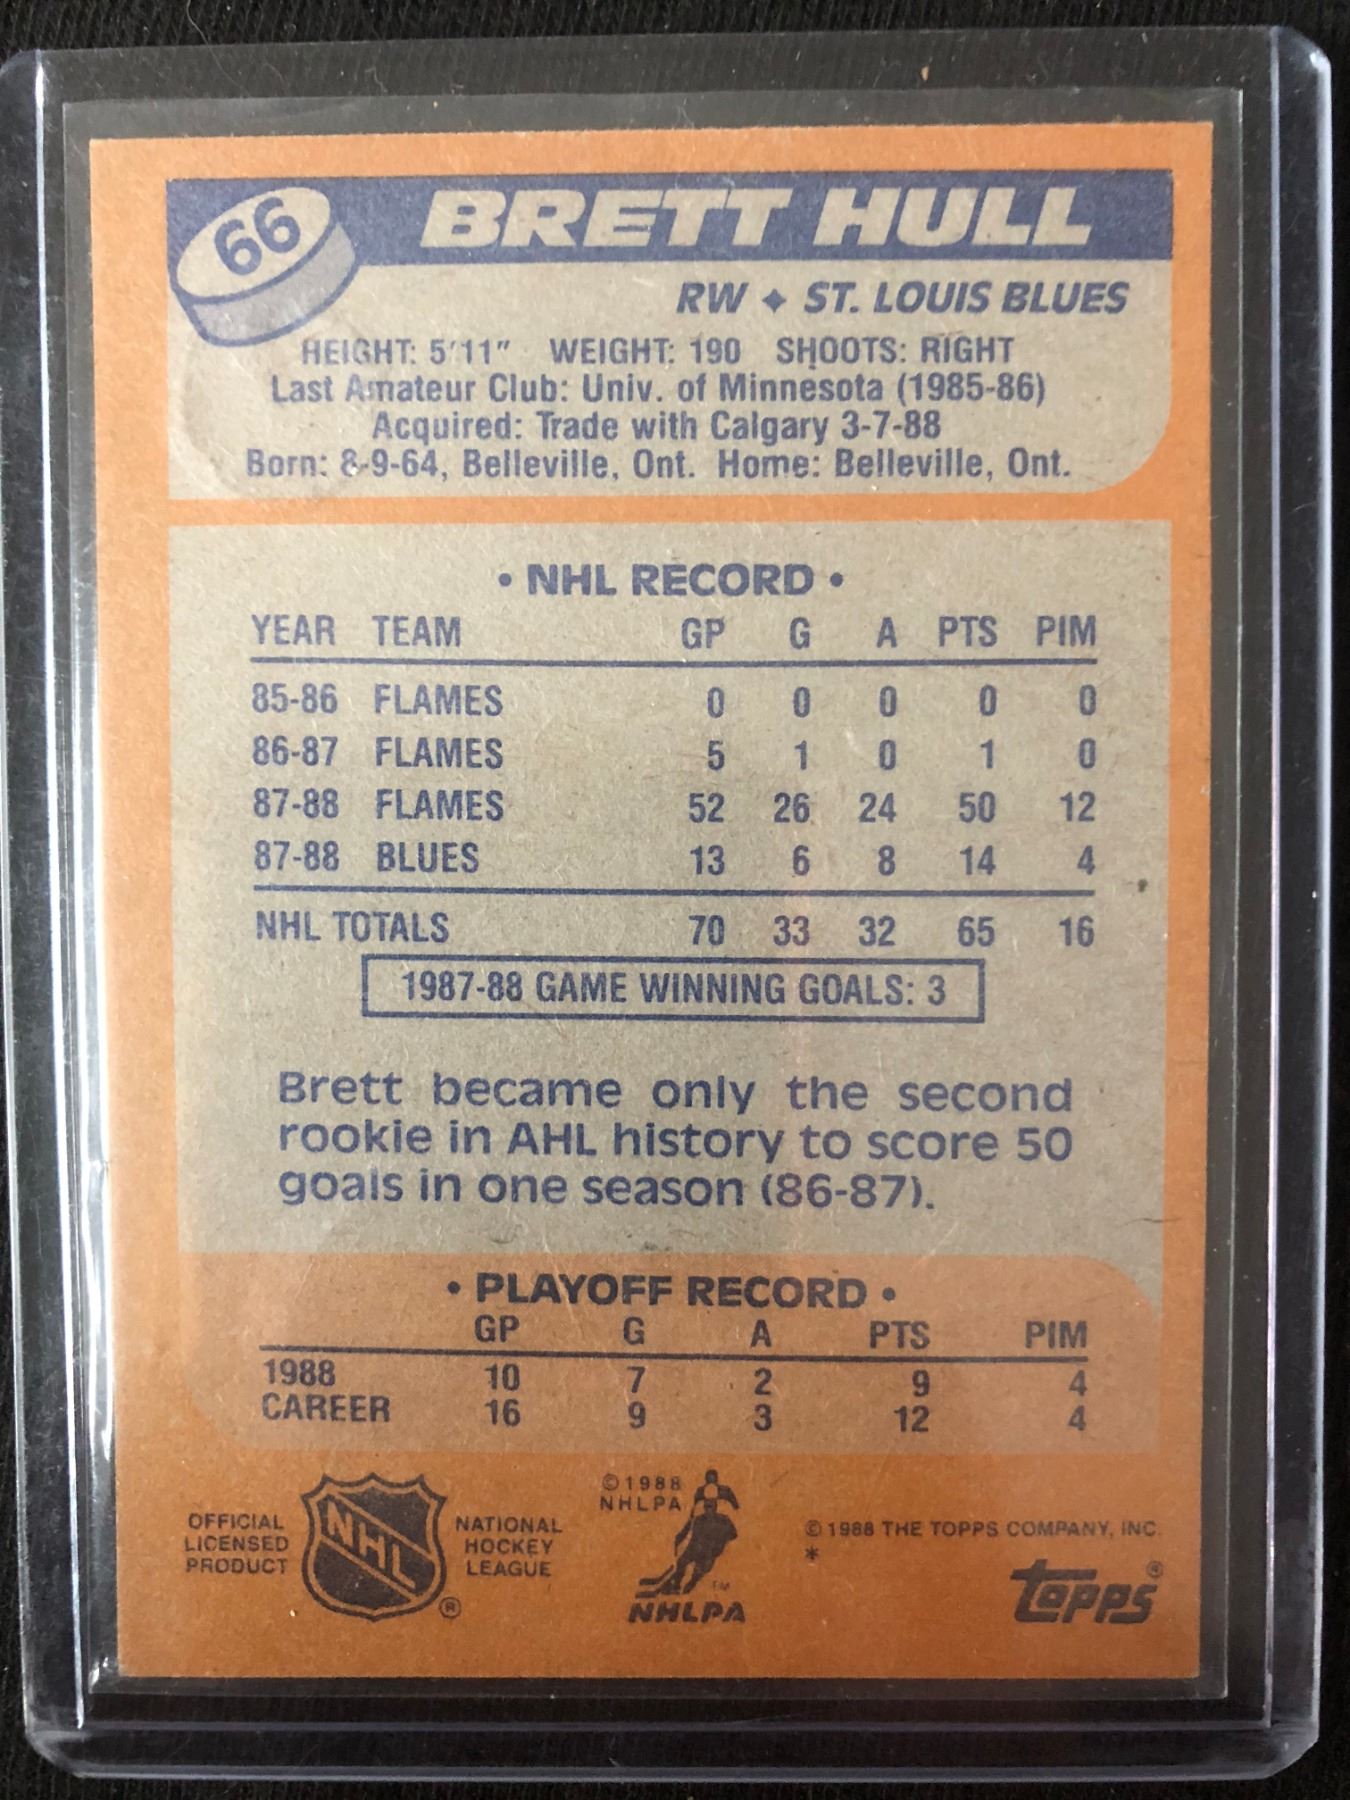 66 BRETT HULL
RW ✦ ST. LOUIS BLUES
HEIGHT: 5'11" WEIGHT: 190 SHOOTS: RIGHT
Last Amateur Club: Univ. of Minnesota (1985-86)
Acquired: Trade with Calgary 3-7-88
Born: 8-9-64, Belleville, Ont. Home: Belleville, Ont.
• NHL RECORD •
YEAR TEAM GP G A PTS PIM
85-86 FLAMES 0 0 0 0 0
86-87 FLAMES 5 1 0 1 0
87-88 FLAMES 52 26 24 50 12
87-88 BLUES 13 6 8 14 4
NHL TOTALS 70 33 32 65 16
1987-88 GAME WINNING GOALS: 3
Brett became only the second
rookie in AHL history to score 50
goals in one season (86-87).
• PLAYOFF RECORD •
GP G A PTS PIM
1988 10 7 2 9 4
CAREER 16 9 3 12 4
OFFICIAL
LICENSED
PRODUCT
NHL
®
NATIONAL
HOCKEY
LEAGUE
© 1988
NHLPA
TM
NHLPA
© 1988 THE TOPPS COMPANY, INC.
*
topps®